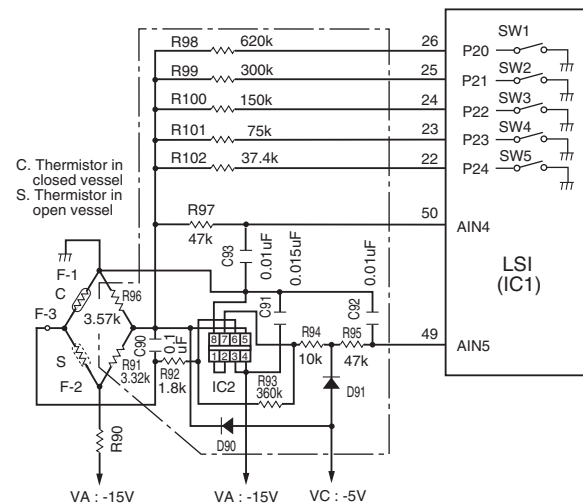 R98 620k 26 P20 SW1
R99 300k 25 P21 SW2
R100 150k 24 P22 SW3
R101 75k 23 P23 SW4
R102 37.4k 22 P24 SW5
C. Thermistor in
closed vessel
S. Thermistor in
open vessel
R97
47k
50
AIN4
C93
0.01uF
C91
0.015uF
C92
0.01uF
LSI
(IC1)
F-1
C
R96
F-3
3.57k
S
R91
3.32k
F-2
C90
0.1
uF
R92
1.8k
8 7 6 5
1 2 3 4
IC2
R93
360k
R94
10k
R95
47k
49
AIN5
D91
D90
R90
VA : -15V
VA : -15V
VC : -5V